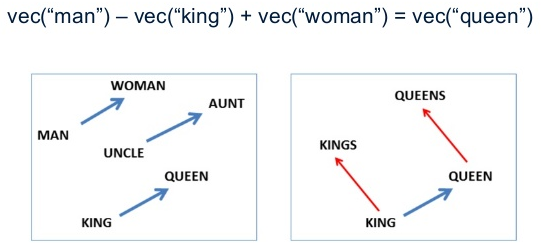 vec(“man”) – vec(“king”) + vec(“woman”) = vec(“queen”)
WOMAN
AUNT
MAN
UNCLE
QUEEN
KING
QUEENS
KINGS
QUEEN
KING